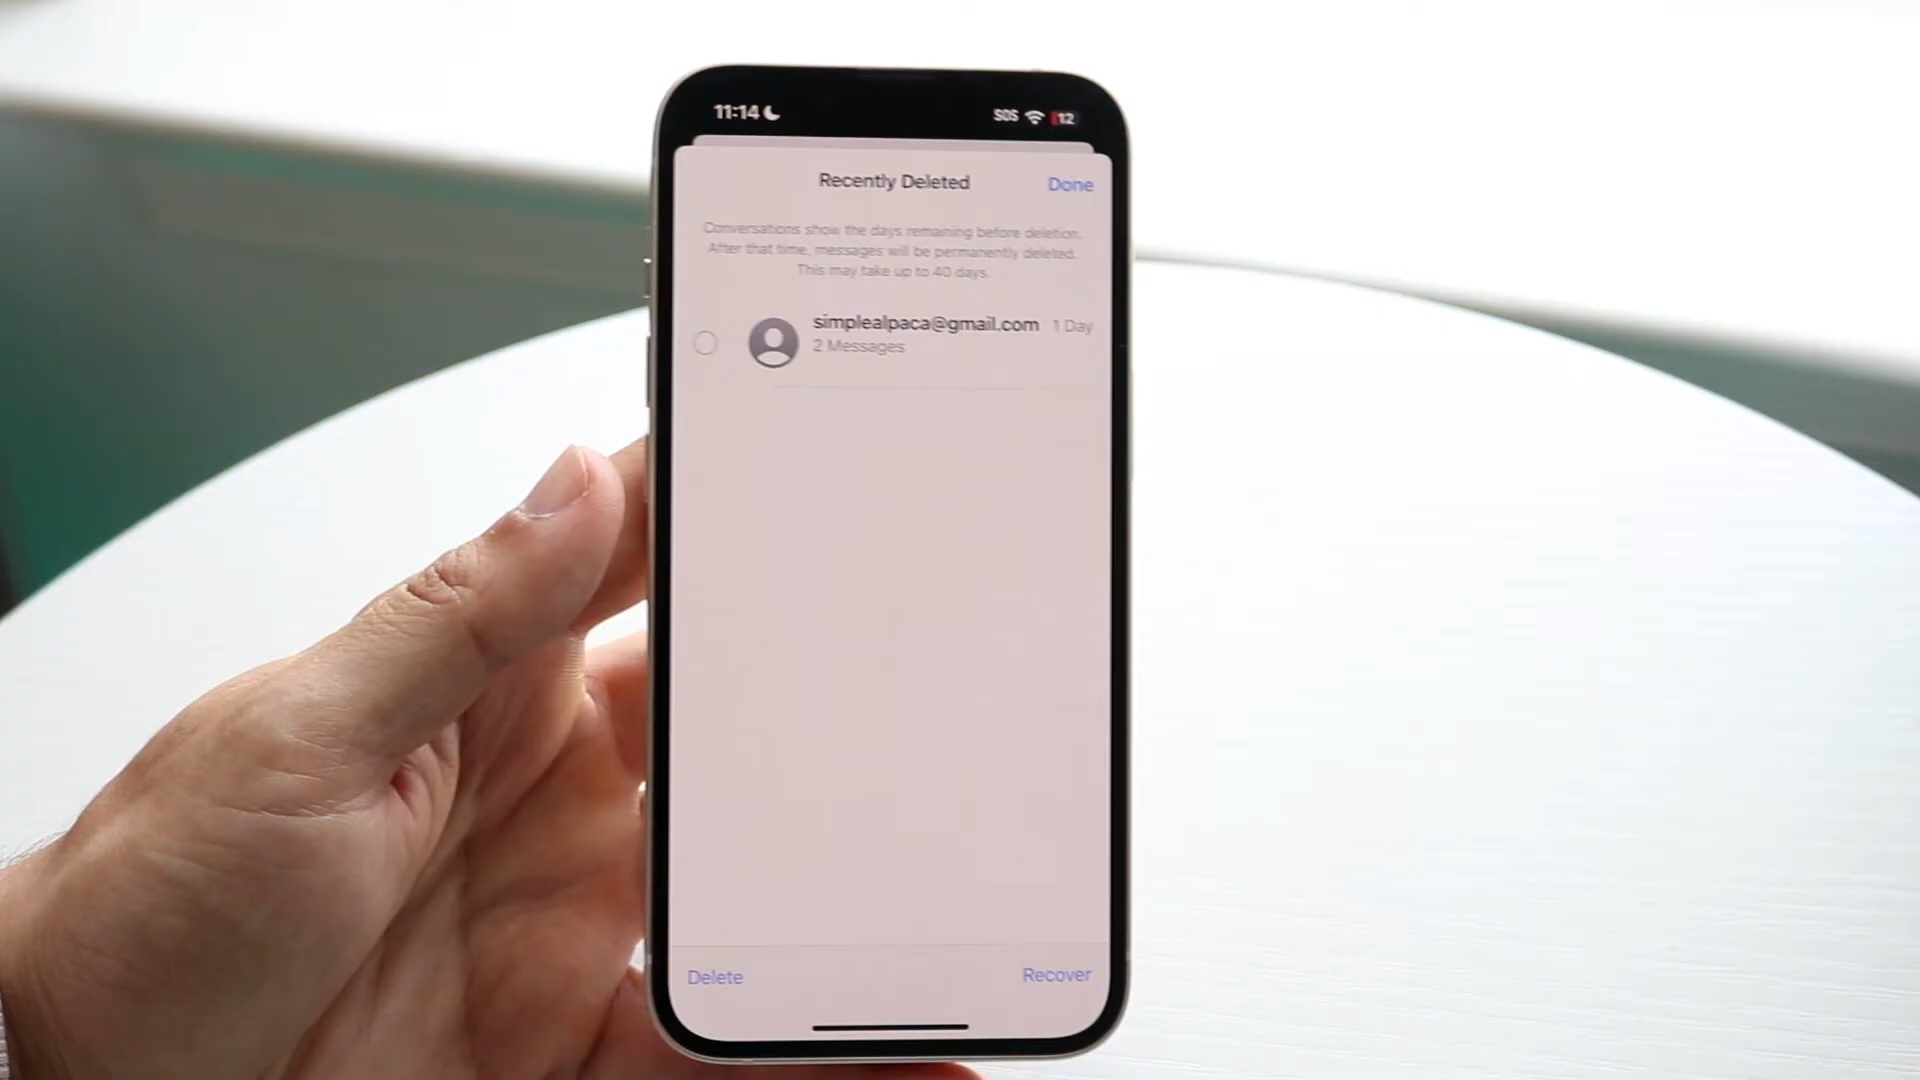 11:14
SOS 12
Recently Deleted
Done
Conversations show the days remaining before deletion.
After that time, messages will be permanently deleted.
This may take up to 40 days.
simplealpaca@gmail.com 1 Day
2 Messages
Delete
Recover